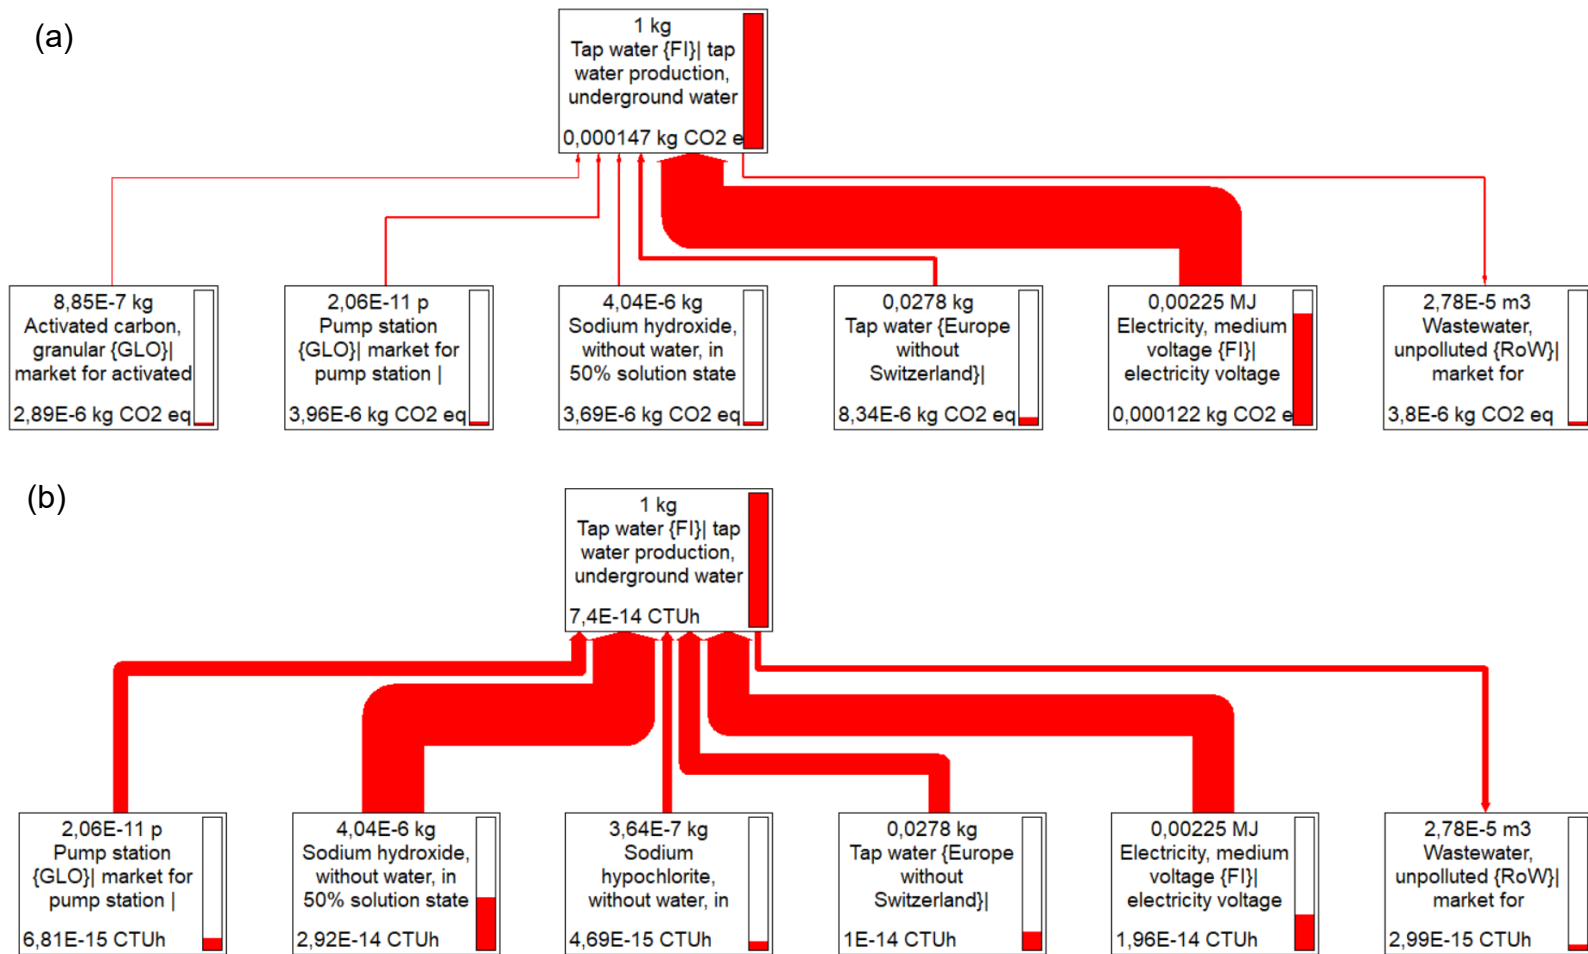 (a)
1 kg
Tap water {FI}| tap
water production,
underground water
0,000147 kg CO2 e
8,85E-7 kg
Activated carbon,
granular {GLO}|
market for activated
2,89E-6 kg CO2 eq
2,06E-11 p
Pump station
{GLO}| market for
pump station |
3,96E-6 kg CO2 eq
4,04E-6 kg
Sodium hydroxide,
without water, in
50% solution state
3,69E-6 kg CO2 eq
0,0278 kg
Tap water {Europe
without
Switzerland}|
8,34E-6 kg CO2 eq
0,00225 MJ
Electricity, medium
voltage {FI}|
electricity voltage
0,000122 kg CO2 e
2,78E-5 m3
Wastewater,
unpolluted {RoW}|
market for
3,8E-6 kg CO2 eq
(b)
1 kg
Tap water {FI}| tap
water production,
underground water
7,4E-14 CTUh
2,06E-11 p
Pump station
{GLO}| market for
pump station |
6,81E-15 CTUh
4,04E-6 kg
Sodium hydroxide,
without water, in
50% solution state
2,92E-14 CTUh
3,64E-7 kg
Sodium
hypochlorite,
without water, in
4,69E-15 CTUh
0,0278 kg
Tap water {Europe
without
Switzerland}|
1E-14 CTUh
0,00225 MJ
Electricity, medium
voltage {FI}|
electricity voltage
1,96E-14 CTUh
2,78E-5 m3
Wastewater,
unpolluted {RoW}|
market for
2,99E-15 CTUh